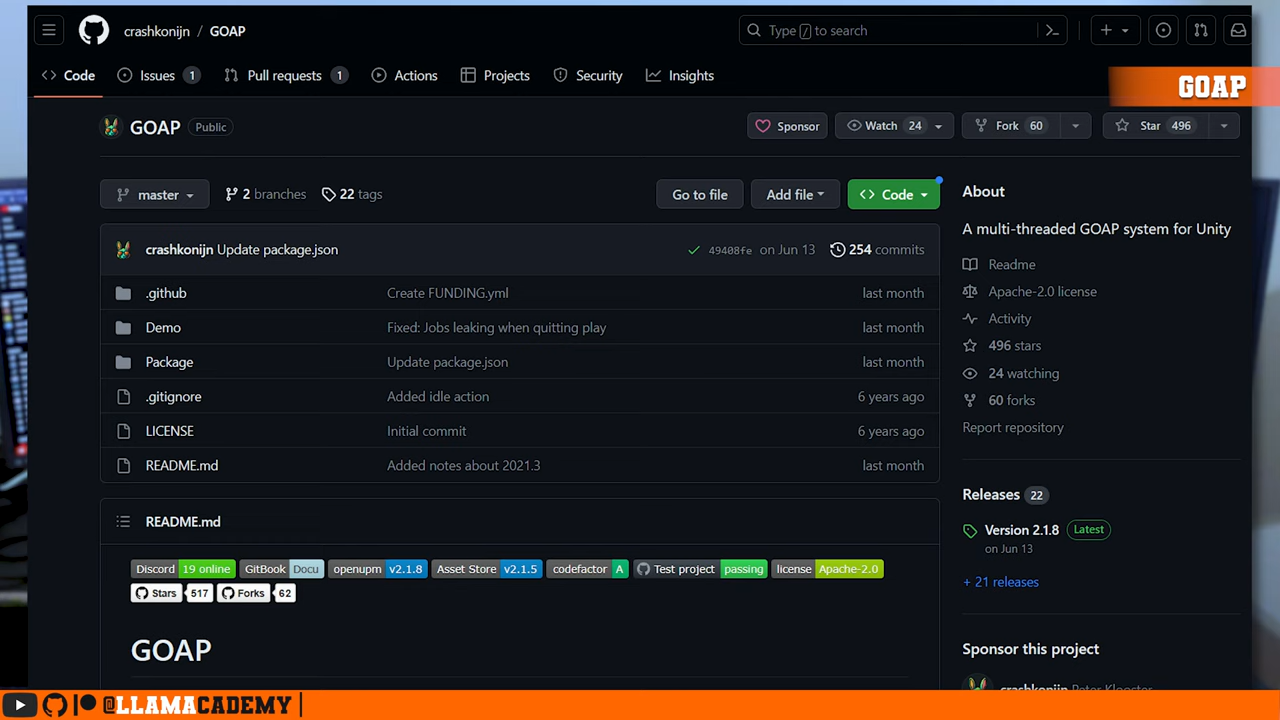 crashkonijn / GOAP
Type / to search
Code Issues 1 Pull requests 1 Actions Projects Security Insights
GOAP
GOAP Public
Sponsor Watch 24 Fork 60 Star 496
master 2 branches 22 tags Go to file Add file Code
crashkonijn Update package.json 49408fe on Jun 13 254 commits
.github Create FUNDING.yml last month
Demo Fixed: Jobs leaking when quitting play last month
Package Update package.json last month
.gitignore Added idle action 6 years ago
LICENSE Initial commit 6 years ago
README.md Added notes about 2021.3 last month
README.md
Discord 19 online GitBook Docu openupm v2.1.8 Asset Store v2.1.5 codefactor A Test project passing license Apache-2.0
Stars 517 Forks 62
GOAP
About
A multi-threaded GOAP system for Unity
Readme
Apache-2.0 license
Activity
496 stars
24 watching
60 forks
Report repository
Releases 22
Version 2.1.8 Latest
on Jun 13
+ 21 releases
Sponsor this project
crashkonijn Peter Klooster
@LLAMACADEMY